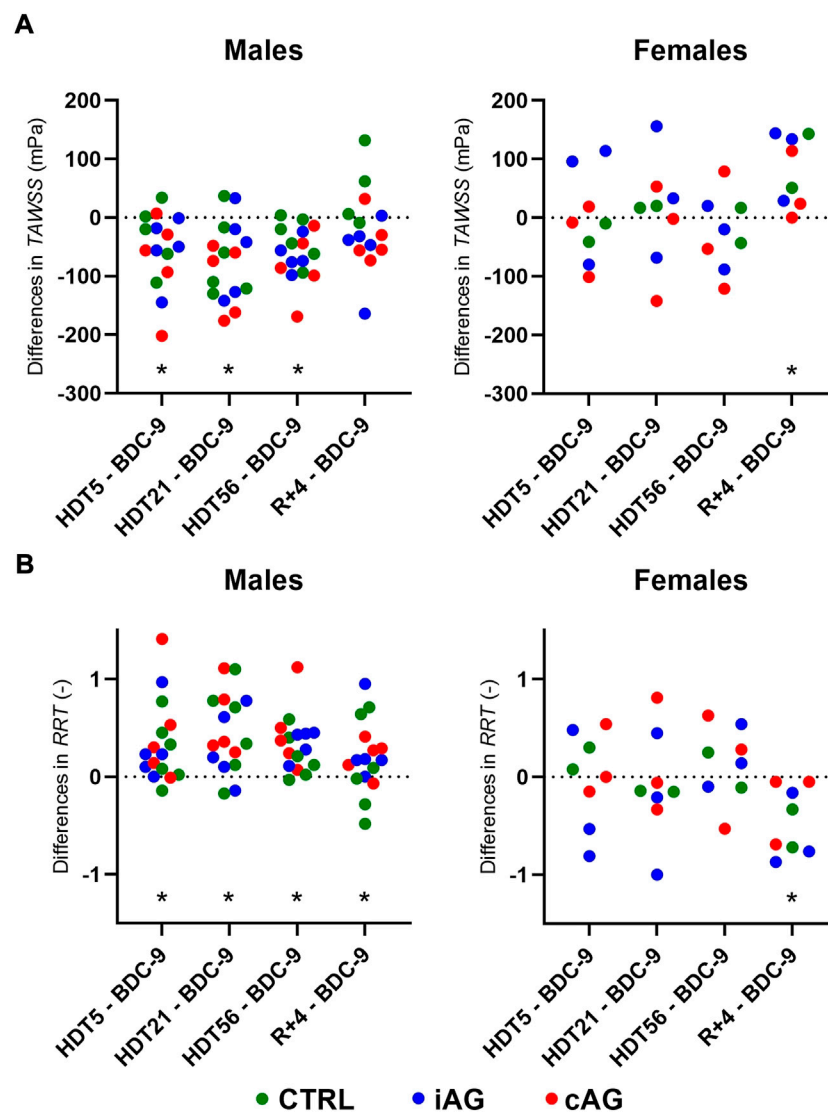 A
Males
Females
Differences in TAWSS (mPa)
200
100
0
-100
-200
-300
* * *
HDT5 - BDC-9
HDT21 - BDC-9
HDT56 - BDC-9
R+4 - BDC-9
Differences in TAWSS (mPa)
200
100
0
-100
-200
-300
*
HDT5 - BDC-9
HDT21 - BDC-9
HDT56 - BDC-9
R+4 - BDC-9
B
Males
Females
Differences in RRT (-)
1
0
-1
* * * *
HDT5 - BDC-9
HDT21 - BDC-9
HDT56 - BDC-9
R+4 - BDC-9
Differences in RRT (-)
1
0
-1
*
HDT5 - BDC-9
HDT21 - BDC-9
HDT56 - BDC-9
R+4 - BDC-9
CTRL iAG cAG